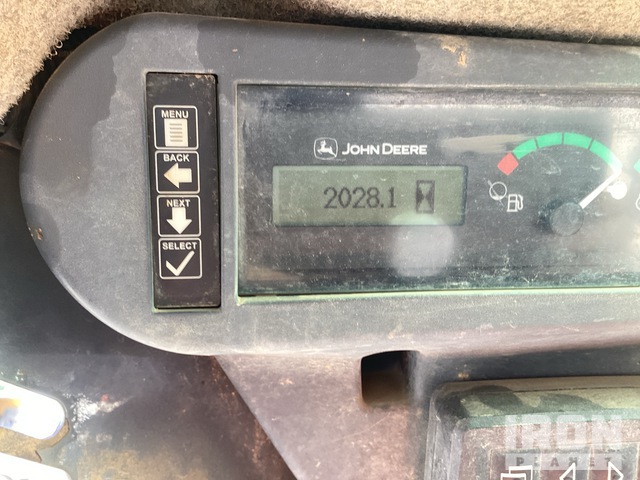 MENU
BACK
NEXT
SELECT
JOHN DEERE
2028.1
IRON
PLANET